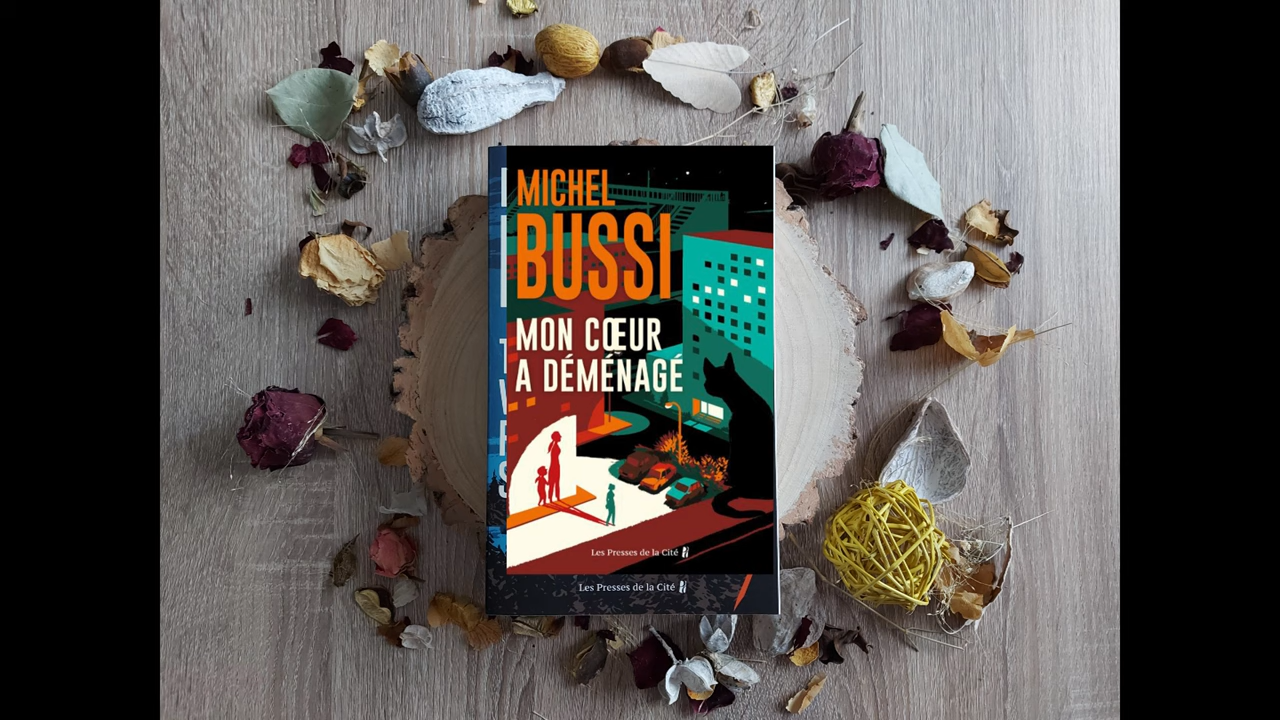 MICHEL
BUSSI
MON CŒUR
A DÉMÉNAGÉ
Les Presses de la Cité
Les Presses de la Cité